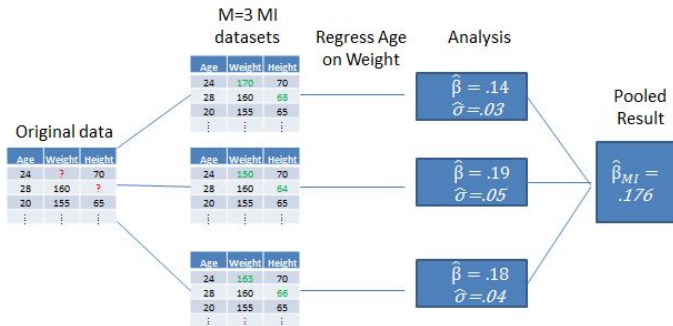 M=3 MI
datasets
Regress Age
on Weight
Analysis
Pooled
Result
Original data
Age Weight Height
24 ? 70
28 160 ?
20 155 65
⋮ ⋮ ⋮
Age Weight Height
24 170 70
28 160 68
20 155 65
⋮ ⋮ ⋮
Age Weight Height
24 150 70
28 160 64
20 155 65
⋮ ⋮ ⋮
Age Weight Height
24 163 70
28 160 66
20 155 65
⋮ ⋮ ⋮
β̂ = .14
σ̂=.03
β̂ = .19
σ̂=.05
β̂ = .18
σ̂=.04
β̂MI =
.176